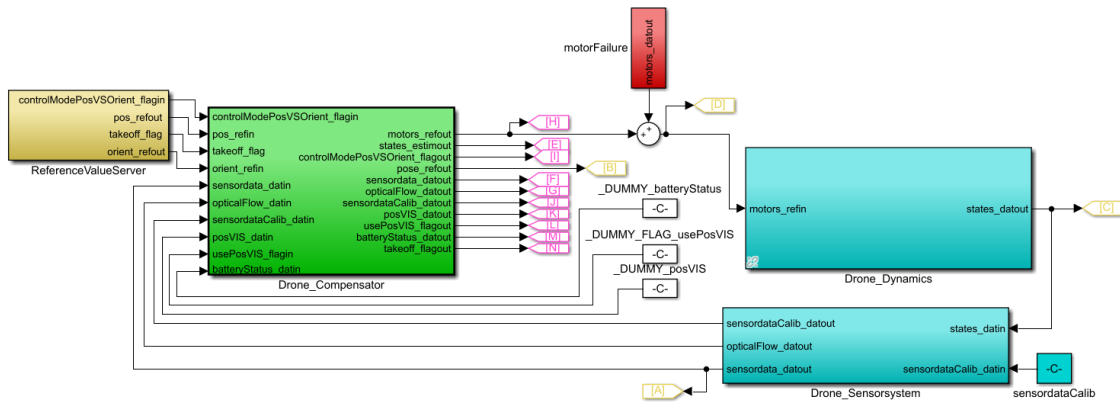 motorFailure
motors_datout
[D]
controlModePosVSOrient_flagin
pos_refout
takeoff_flag
orient_refout
ReferenceValueServer
controlModePosVSOrient_flagin
pos_refin
takeoff_flag
orient_refin
sensordata_datin
opticalFlow_datin
sensordataCalib_datin
posVIS_datin
usePosVIS_flagin
batteryStatus_datin
motors_refout
states_estimout
controlModePosVSOrient_flagout
pose_refout
sensordata_datout
opticalFlow_datout
sensordataCalib_datout
posVIS_datout
usePosVIS_flagout
batteryStatus_datout
takeoff_flagout
Drone_Compensator
[H]
[E]
[I]
[B]
[F]
[G]
[J]
[K]
[L]
[M]
[N]
_DUMMY_batteryStatus
-C-
_DUMMY_FLAG_usePosVIS
-C-
_DUMMY_posVIS
-C-
++
motors_refin
states_datout
Drone_Dynamics
[C]
sensordataCalib_datout
opticalFlow_datout
sensordata_datout
states_datin
sensordataCalib_datin
Drone_Sensorsystem
-C-
sensordataCalib
[A]